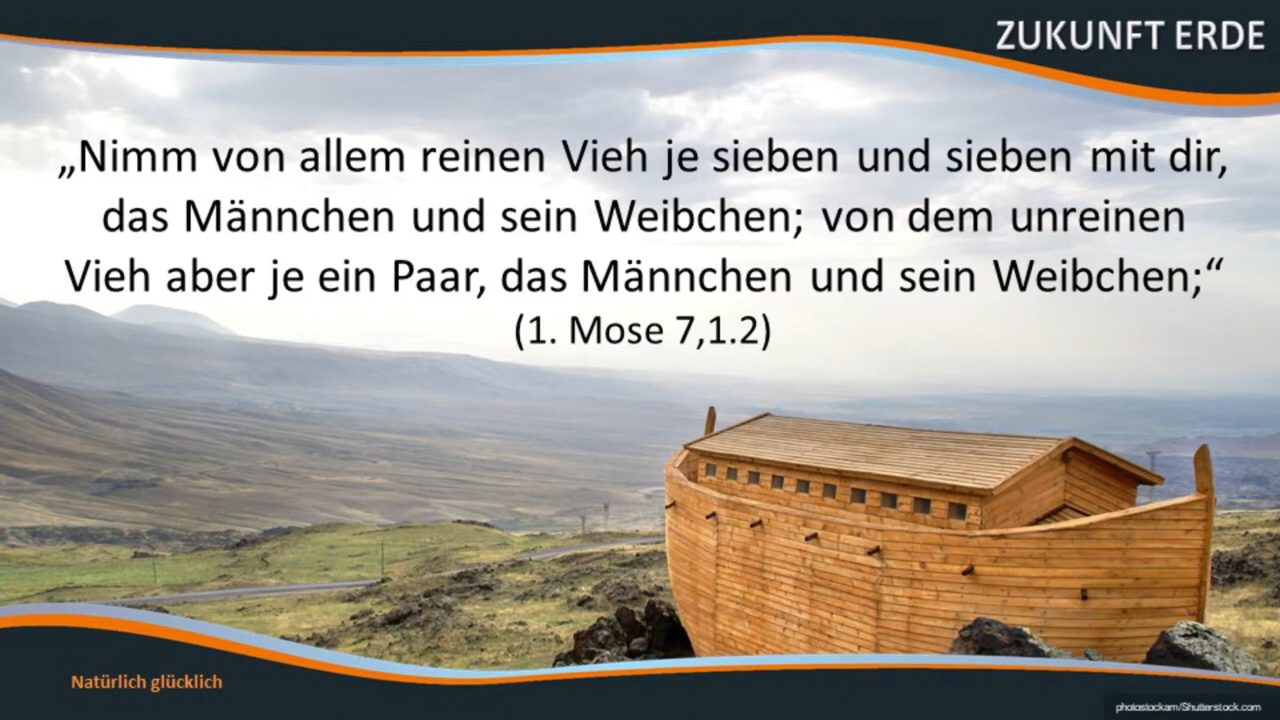 ZUKUNFT ERDE
„Nimm von allem reinen Vieh je sieben und sieben mit dir,
das Männchen und sein Weibchen; von dem unreinen
Vieh aber je ein Paar, das Männchen und sein Weibchen;“
(1. Mose 7,1.2)
Natürlich glücklich
photostockam/Shutterstock.com